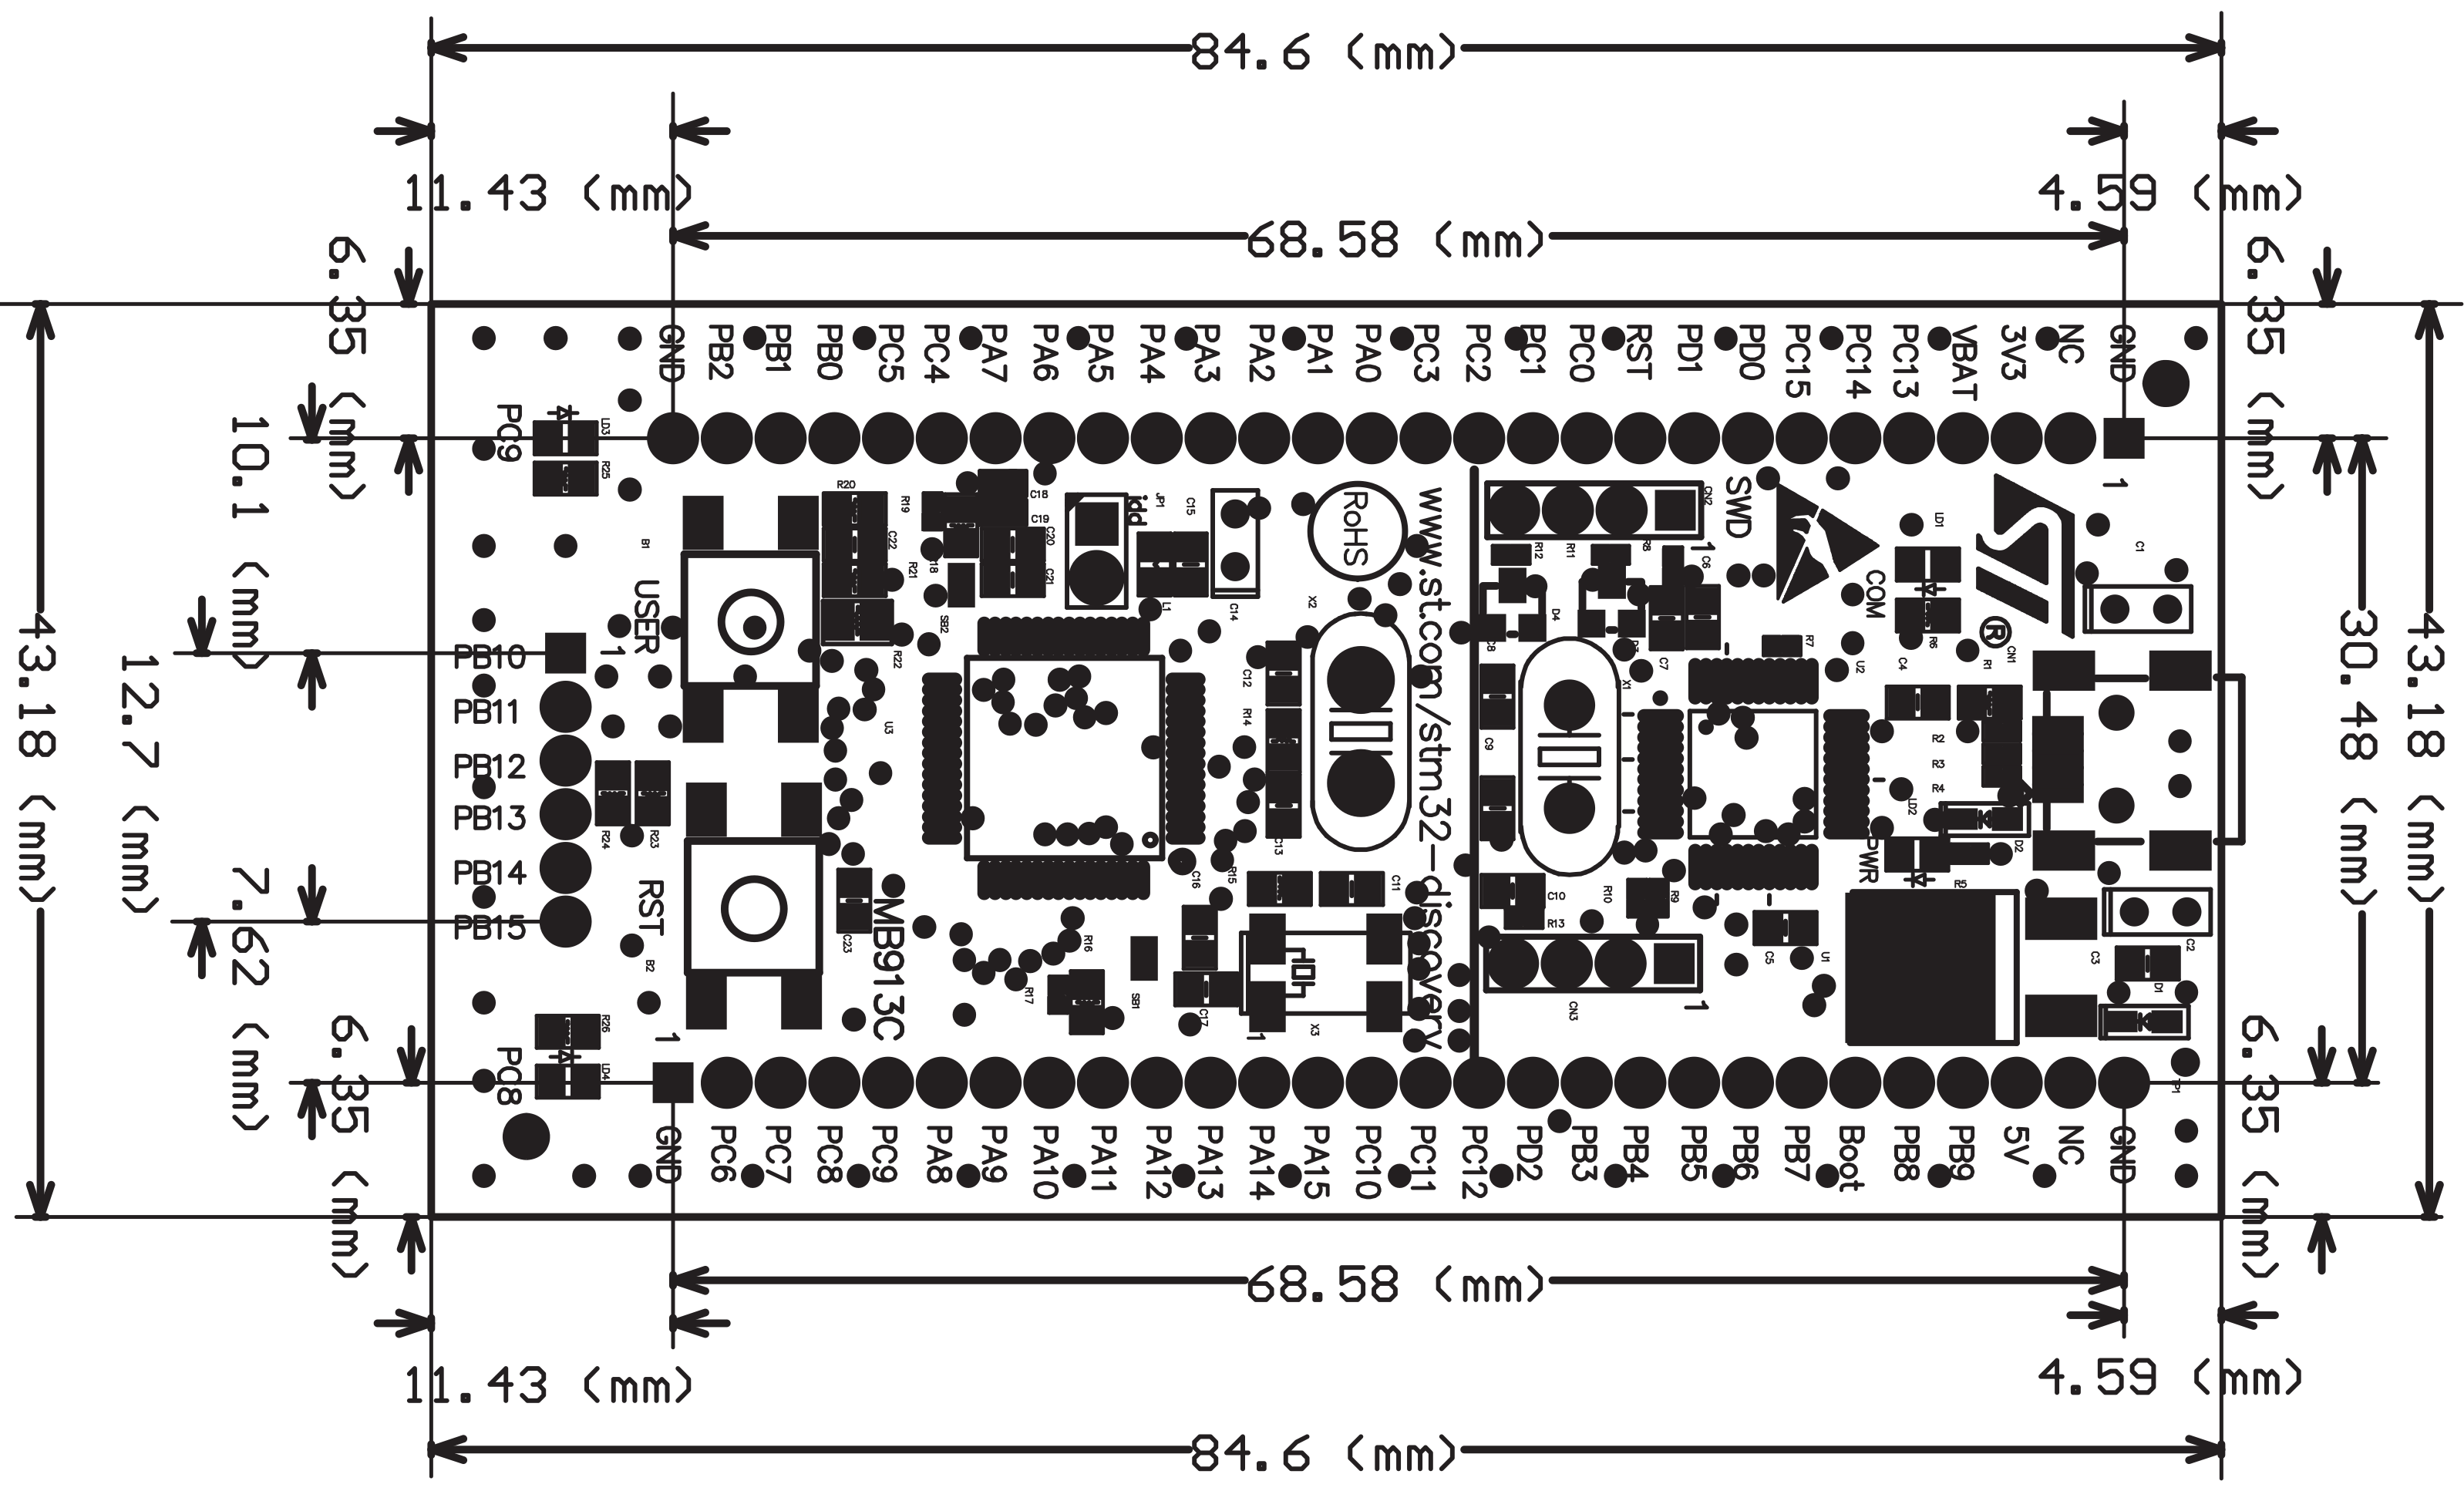 84.6 (mm)
11.43 (mm)
4.59 (mm)
68.58 (mm)
6.35 (mm)
6.35 (mm)
GND
PB2
PB1
PB0
PC5
PC4
PA7
PA6
PA5
PA4
PA3
PA2
PA1
PA0
PC3
PC2
PC1
PC0
RST
PD1
PD0
PC15
PC14
PC13
VBAT
3V3
NC
GND
10.1 (mm)
PC9
LD3
R25
1
R20
R19
C18
C19
C20
C21
Idd
JP1
C15
RoHS
www.st.com/stm32-discovery
CN2
SWD
1
LD1
C1
B1
C22
R21
R18
R12
R11
R8
C6
COM
USER
SB2
L1
C14
X2
D4
R22
C8
C7
R7
U2
C4
R6
R1
CN1
®
43.18 (mm)
12.7 (mm)
PB10
1
PB11
PB12
PB13
PB14
PB15
U3
C12
R14
C13
X1
C9
R2
R3
R4
LD2
D2
PWR
R5
30.48 (mm)
43.18 (mm)
R24
R23
RST
C16
R15
C11
C10
R13
R10
R9
7.62 (mm)
B2
C23
MB913C
R16
R17
SB1
C17
1
X3
CN3
1
C5
U1
C3
C2
D1
6.35 (mm)
R26
PC8
LD4
1
TP1
6.35 (mm)
GND
PC6
PC7
PC8
PC9
PA8
PA9
PA10
PA11
PA12
PA13
PA14
PA15
PC10
PC11
PC12
PD2
PB3
PB4
PB5
PB6
PB7
Boot
PB8
PB9
5V
NC
GND
68.58 (mm)
11.43 (mm)
4.59 (mm)
84.6 (mm)